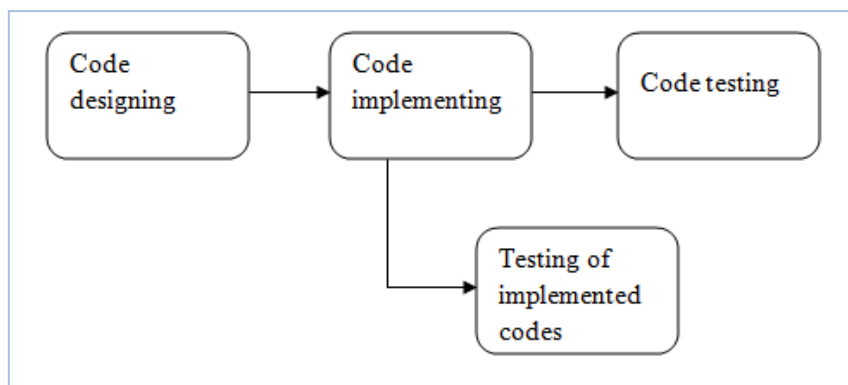 Code
designing
Code
implementing
Code testing
Testing of
implemented
codes